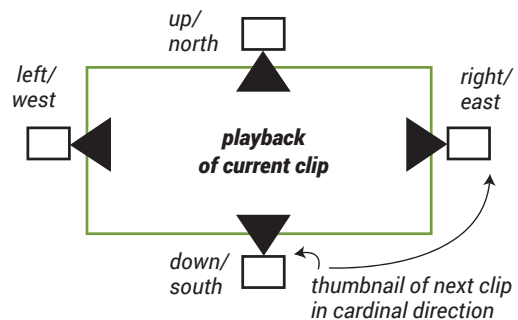 up/
north
left/
west
right/
east
playback
of current clip
down/
south
thumbnail of next clip
in cardinal direction